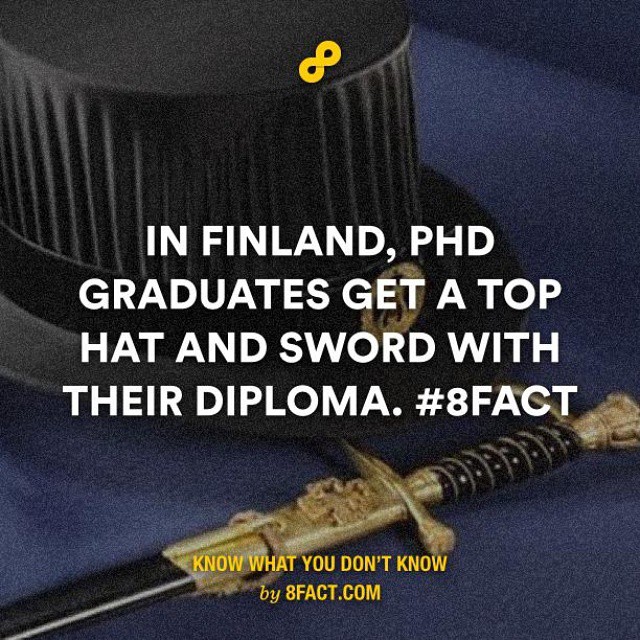 IN FINLAND, PHD
GRADUATES GET A TOP
HAT AND SWORD WITH
THEIR DIPLOMA. #8FACT
KNOW WHAT YOU DON'T KNOW
by 8FACT.COM